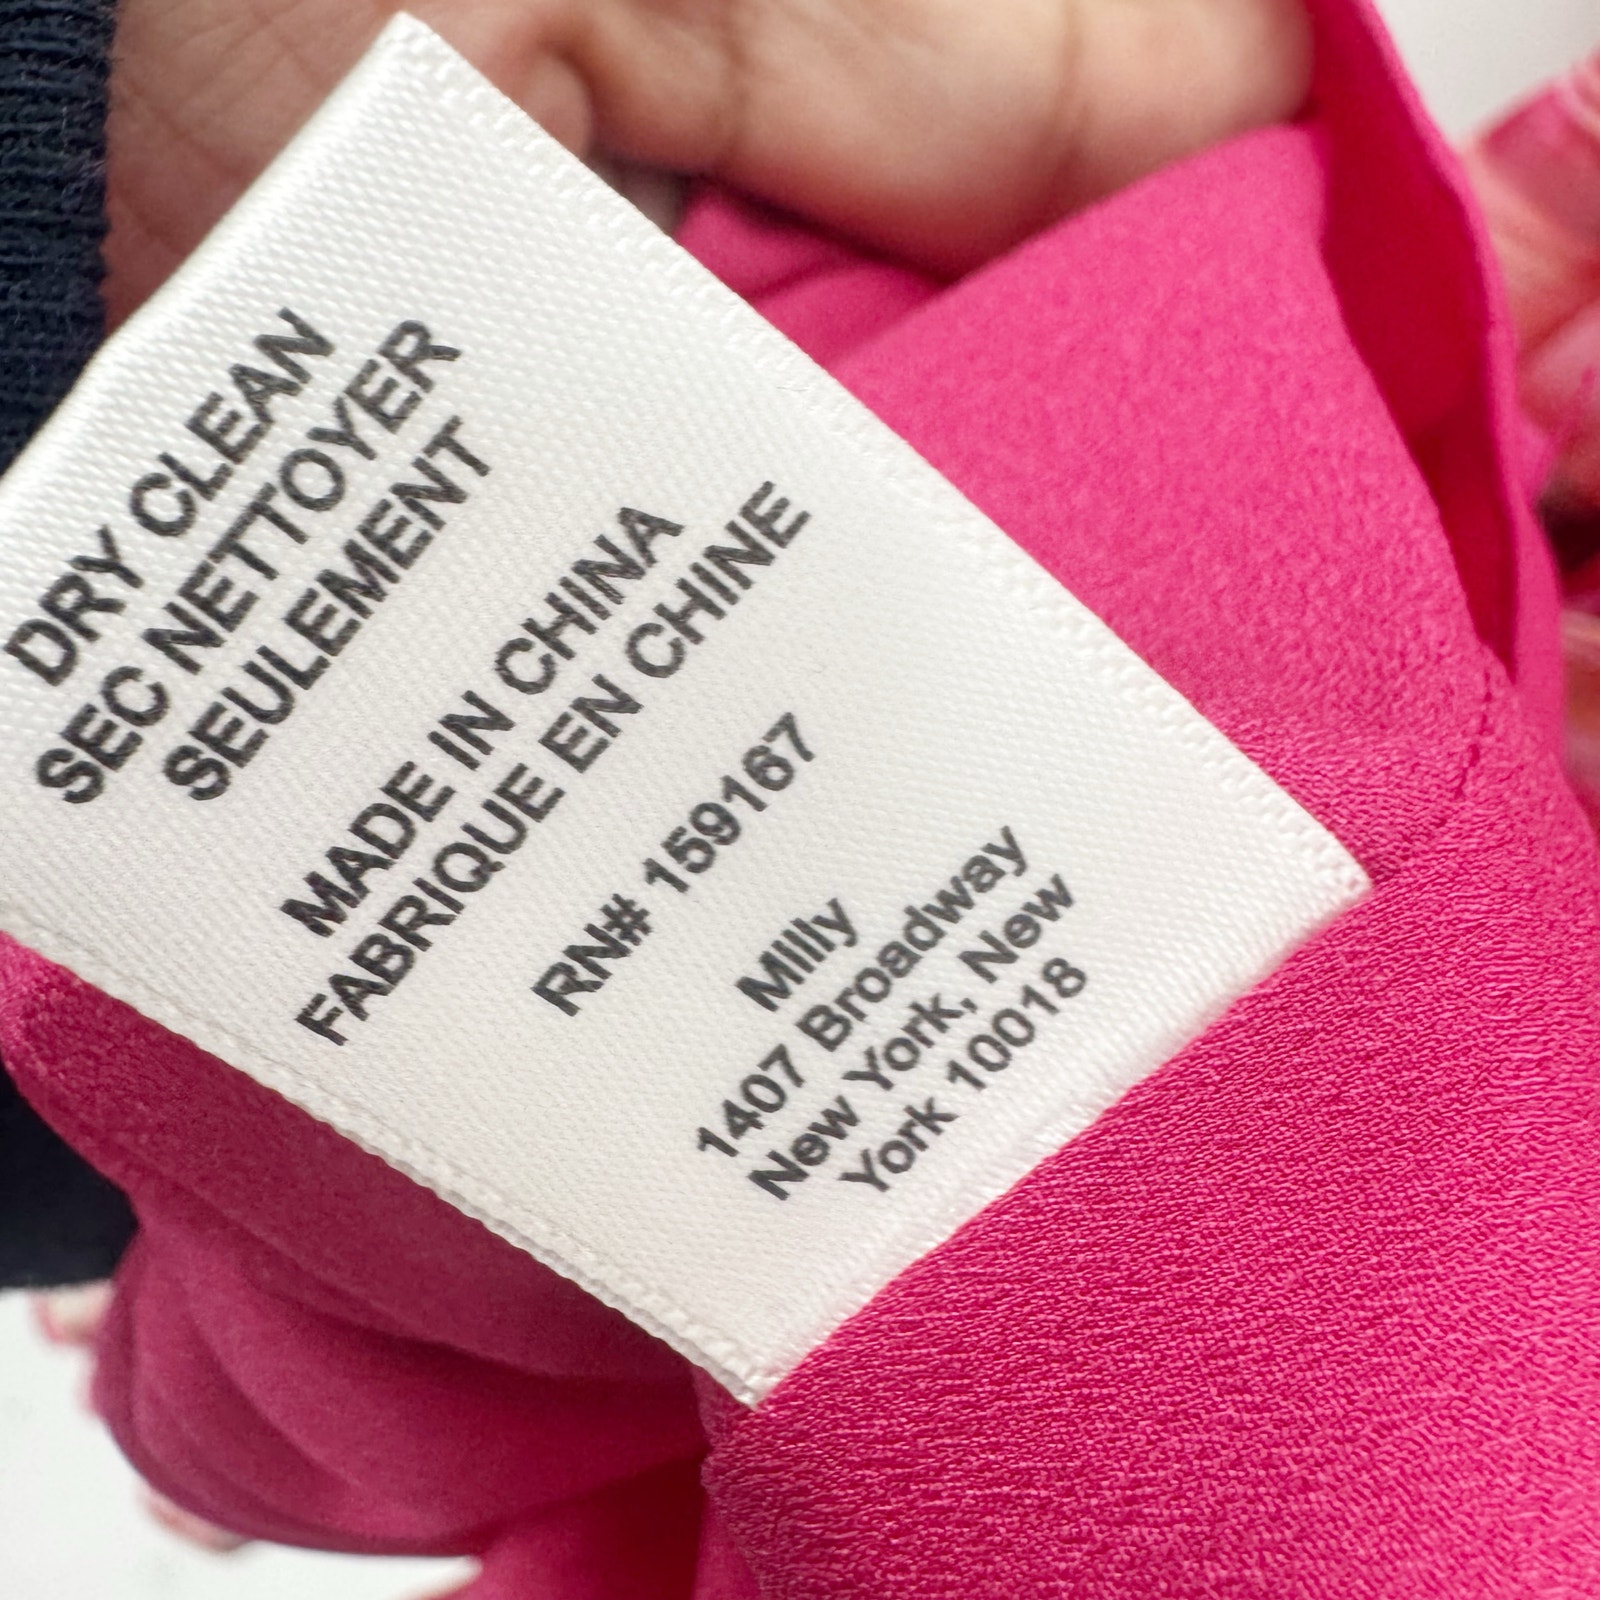 DRY CLEAN
SEC NETTOYER
SEULEMENT
MADE IN CHINA
FABRIQUE EN CHINE
RN# 159167
Milly
1407 Broadway
New York, New
York 10018